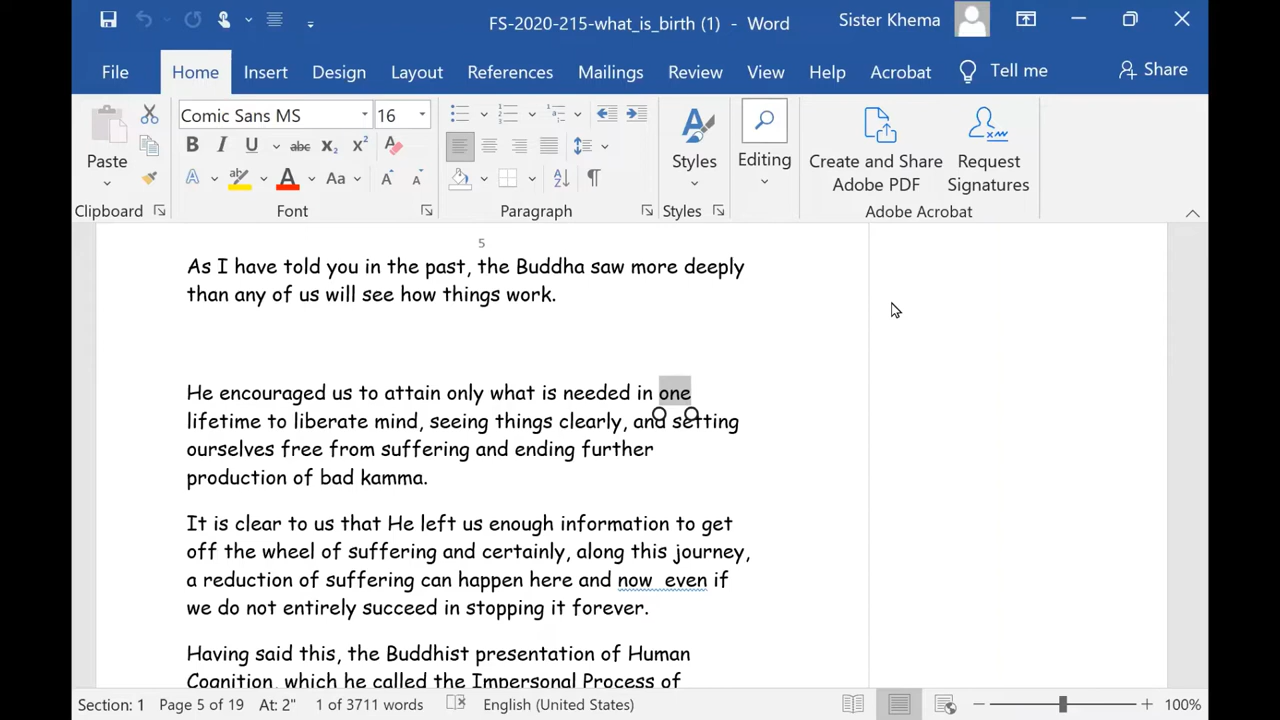 FS-2020-215-what_is_birth (1) - Word
Sister Khema
File Home Insert Design Layout References Mailings Review View Help Acrobat Tell me Share
Comic Sans MS 16
Paste
Styles
Editing
Create and Share Adobe PDF
Request Signatures
B I U abc X₂ X² A
A ab A Aa A A
Clipboard Font Paragraph Styles Adobe Acrobat
5
As I have told you in the past, the Buddha saw more deeply
than any of us will see how things work.
He encouraged us to attain only what is needed in one
lifetime to liberate mind, seeing things clearly, and setting
ourselves free from suffering and ending further
production of bad kamma.
It is clear to us that He left us enough information to get
off the wheel of suffering and certainly, along this journey,
a reduction of suffering can happen here and now  even if
we do not entirely succeed in stopping it forever.
Having said this, the Buddhist presentation of Human
Cognition, which he called the Impersonal Process of
Section: 1 Page 5 of 19 At: 2" 1 of 3711 words English (United States) 100%